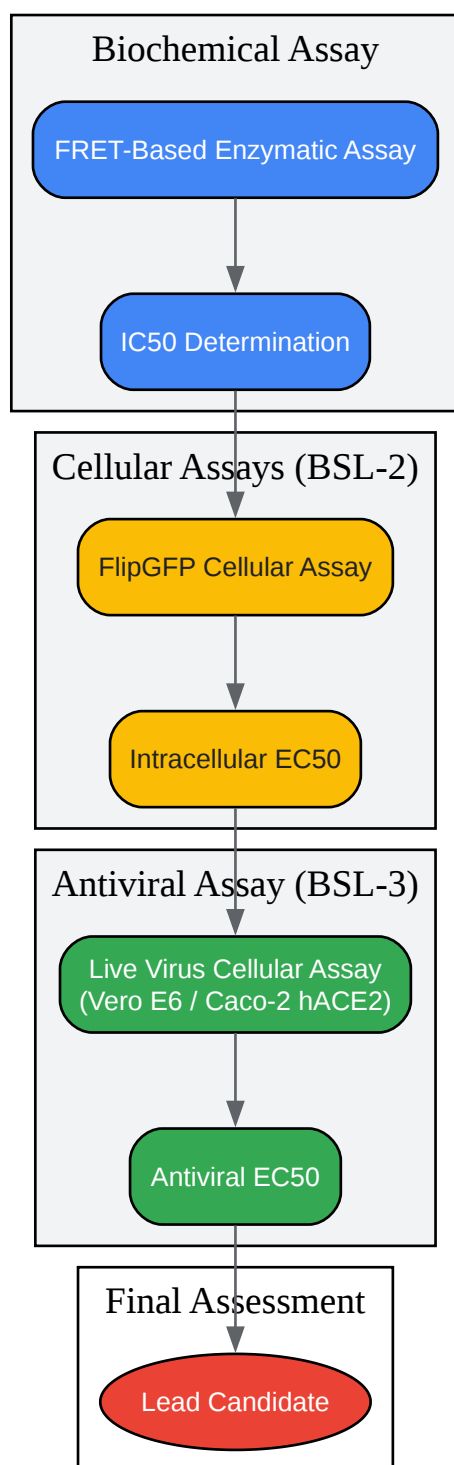 Biochemical Assay
FRET-Based Enzymatic Assay
IC50 Determination
Cellular Assays (BSL-2)
FlipGFP Cellular Assay
Intracellular EC50
Antiviral Assay (BSL-3)
Live Virus Cellular Assay
(Vero E6 / Caco-2 hACE2)
Antiviral EC50
Final Assessment
Lead Candidate